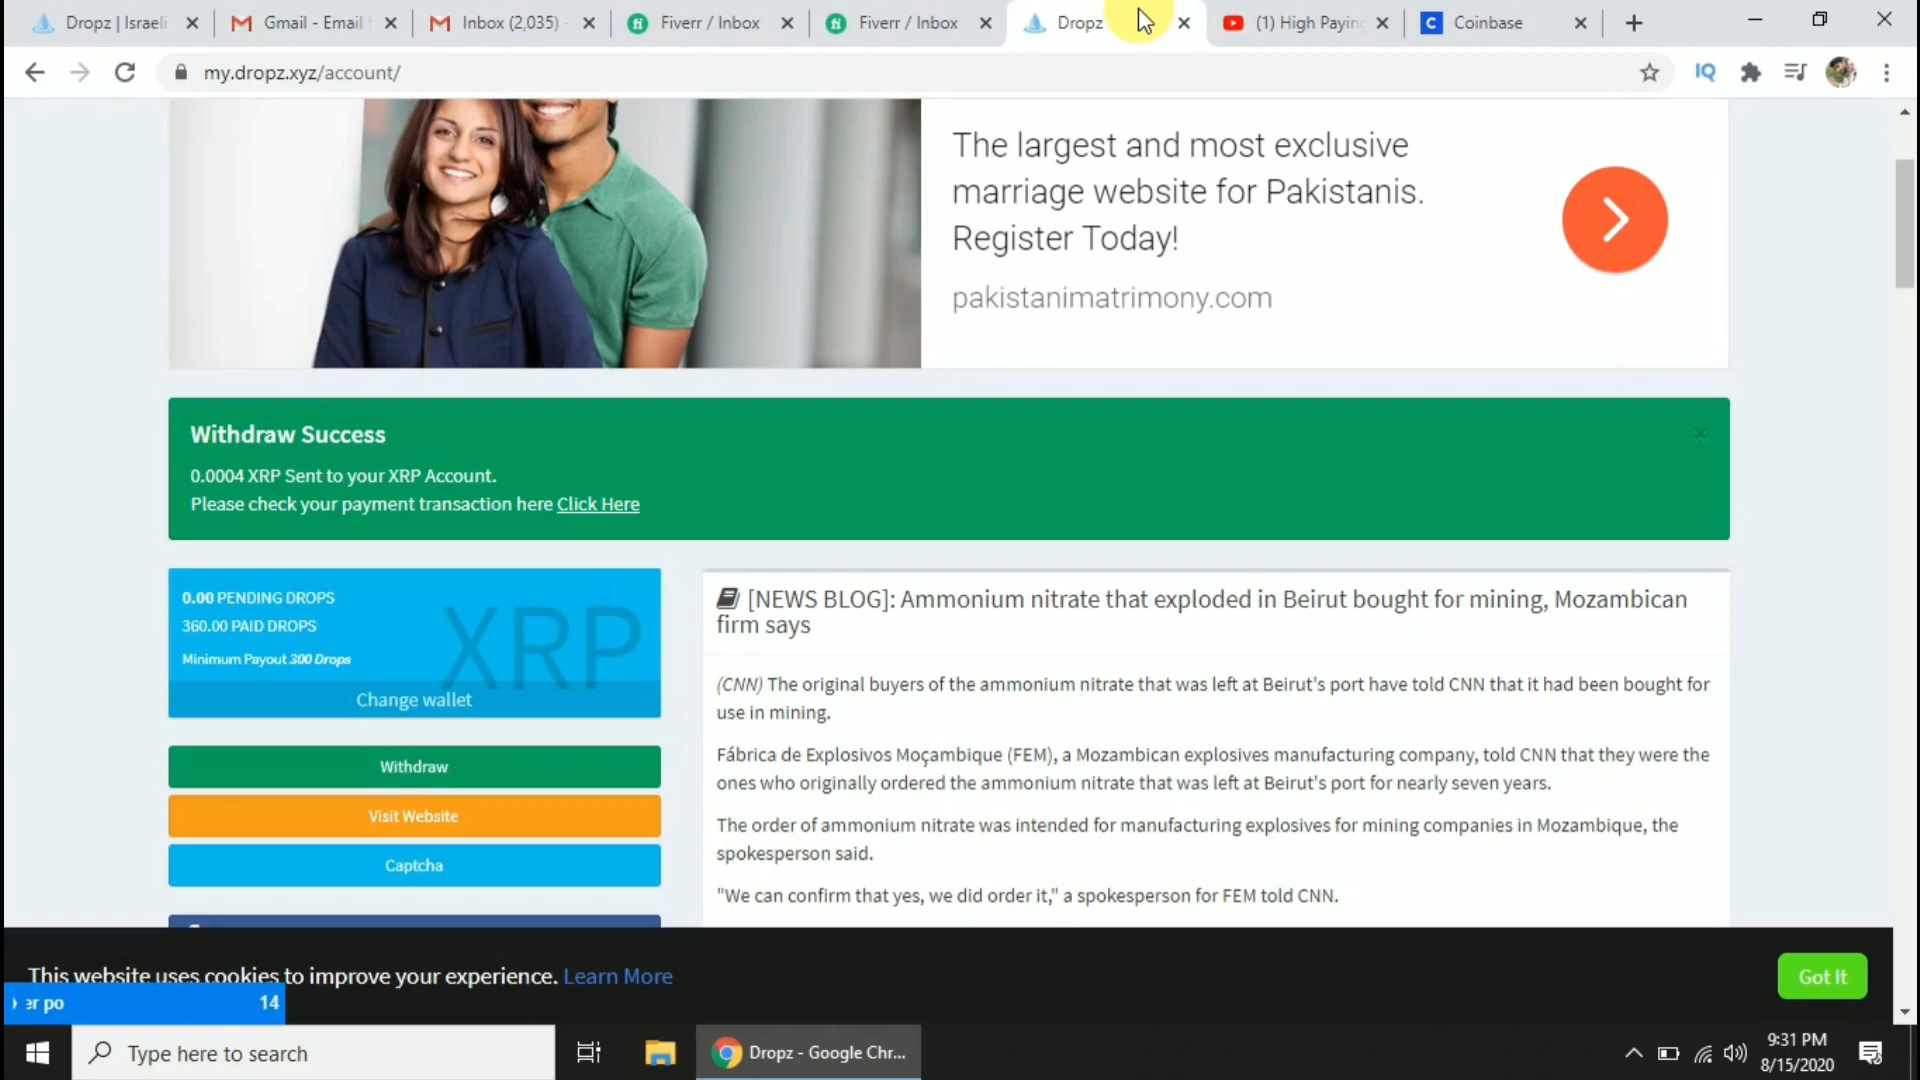 Dropz | Israeli
Gmail - Email
Inbox (2,035) -
Fiverr / Inbox
Fiverr / Inbox
Dropz
(1) High Paying
Coinbase
my.dropz.xyz/account/
IQ
The largest and most exclusive
marriage website for Pakistanis.
Register Today!
pakistanimatrimony.com
Withdraw Success
0.0004 XRP Sent to your XRP Account.
Please check your payment transaction here Click Here
0.00 PENDING DROPS
360.00 PAID DROPS
Minimum Payout 300 Drops
XRP
Change wallet
Withdraw
Visit Website
Captcha
[NEWS BLOG]: Ammonium nitrate that exploded in Beirut bought for mining, Mozambican
firm says
(CNN) The original buyers of the ammonium nitrate that was left at Beirut's port have told CNN that it had been bought for
use in mining.
Fábrica de Explosivos Moçambique (FEM), a Mozambican explosives manufacturing company, told CNN that they were the
ones who originally ordered the ammonium nitrate that was left at Beirut's port for nearly seven years.
The order of ammonium nitrate was intended for manufacturing explosives for mining companies in Mozambique, the
spokesperson said.
"We can confirm that yes, we did order it," a spokesperson for FEM told CNN.
This website uses cookies to improve your experience. Learn More
Got It
er po 14
Type here to search
Dropz - Google Chr...
9:31 PM
8/15/2020